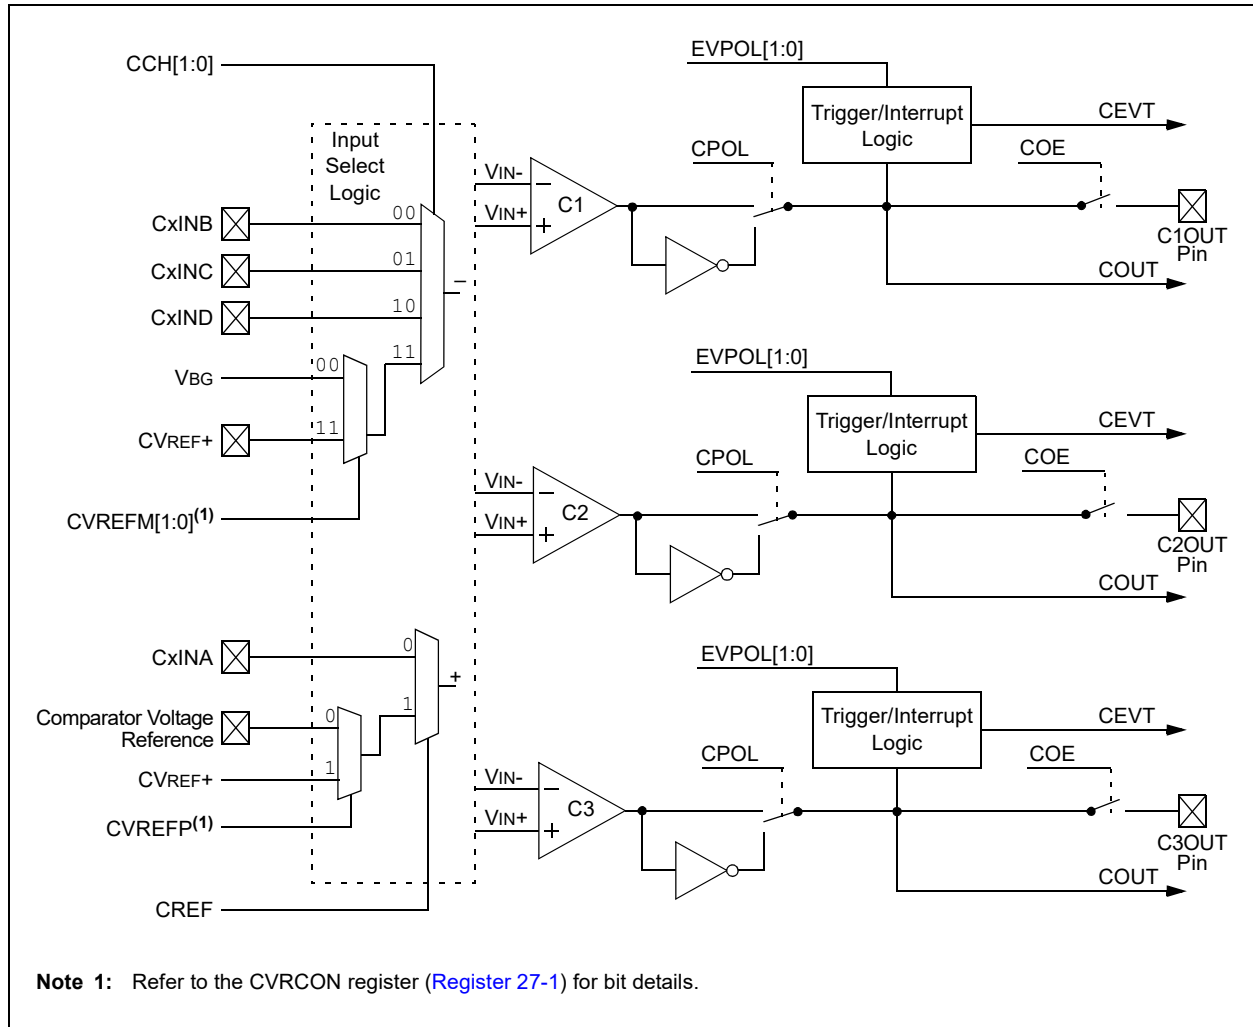 CCH[1:0]
Input
Select
Logic
CxINB
00
CxINC
01
CxIND
10
11
VBG
00
CVREF+
11
CVREFM[1:0](1)
–
CxINA
0
+
Comparator Voltage
Reference
0
1
CVREF+
1
CVREFP(1)
CREF
EVPOL[1:0]
Trigger/Interrupt
Logic
CEVT
CPOL
COE
VIN-
–
VIN+
+
C1
C1OUT
Pin
COUT
EVPOL[1:0]
Trigger/Interrupt
Logic
CEVT
CPOL
COE
VIN-
–
VIN+
+
C2
C2OUT
Pin
COUT
EVPOL[1:0]
Trigger/Interrupt
Logic
CEVT
CPOL
COE
VIN-
–
VIN+
+
C3
C3OUT
Pin
COUT
Note 1: Refer to the CVRCON register (Register 27-1) for bit details.